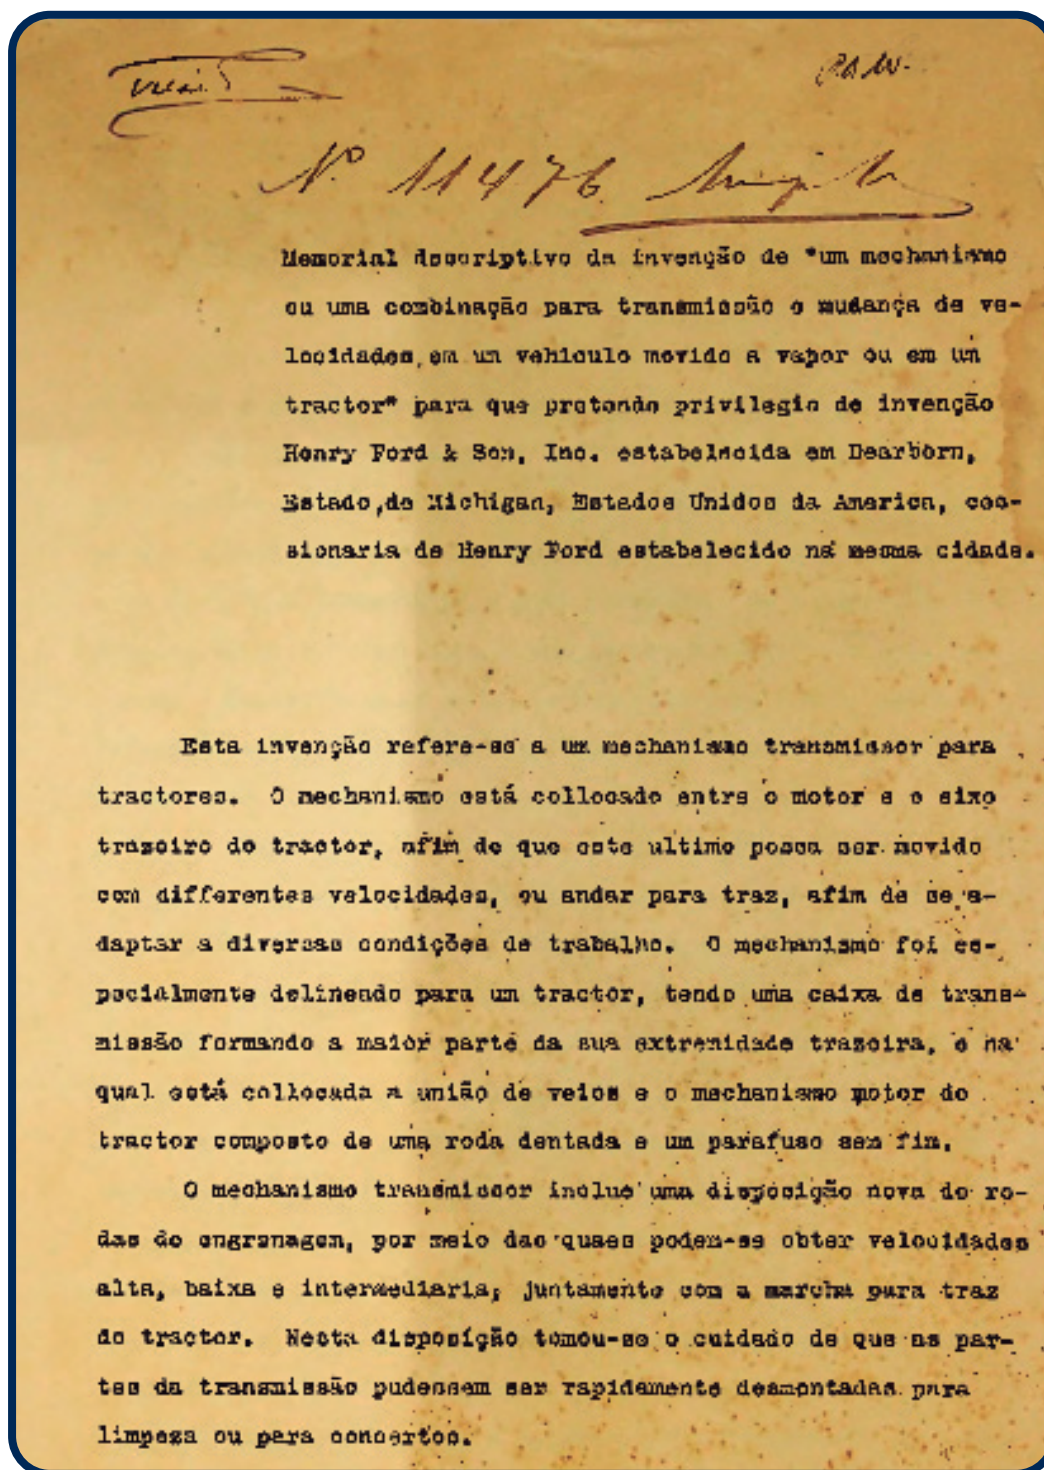 Nº 11476
Memorial descriptivo da invenção de "um mechanismo
ou uma combinação para transmissão e mudança de ve-
locidades em um vehiculo movido a vapor ou em um
tractor" para que pretende privilegio de invenção
Henry Ford & Son, Inc. estabelecida em Dearborn,
Estado de Michigan, Estados Unidos da America, ces-
sionaria de Henry Ford estabelecido na mesma cidade.
Esta invenção refere-se a um mechanismo transmissor para
tractores. O mechanismo está collocado entre o motor e o eixo
trazeiro do tractor, afim de que este ultimo possa ser movido
com differentes velocidades, ou andar para traz, afim de se a-
daptar a diversas condições de trabalho. O mechanismo foi es-
pecialmente delineado para um tractor, tendo uma caixa de trans-
missão formando a maior parte da sua extremidade trazeira, e na
qual está collocada a união de veios e o mechanismo motor do
tractor composto de uma roda dentada e um parafuso sem fim.
O mechanismo transmissor inclue uma disposição nova de ro-
das de engrenagem, por meio das quaes podem-se obter velocidades
alta, baixa e intermediaria, juntamente com a marcha para traz
do tractor. Nesta disposição tomou-se o cuidado de que as par-
tes da transmissão pudessem ser rapidamente desmontadas para
limpeza ou para concertos.